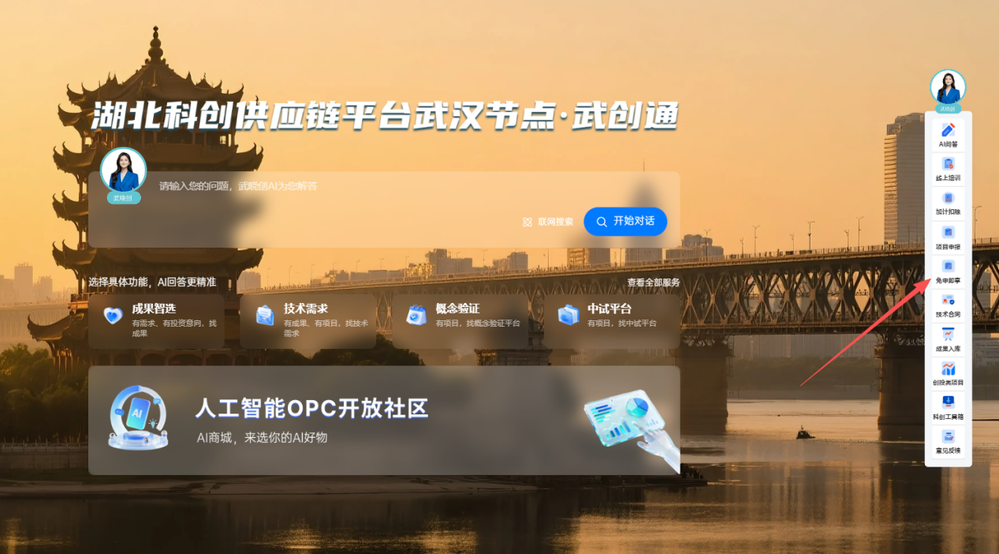 湖北科创供应链平台武汉节点·武创通
武晓创
请输入您的问题，武晓创AI为您解答
联网搜索
开始对话
选择具体功能，AI回答更精准
查看全部服务
成果智选
有需求、有投资意向，找
成果
技术需求
有成果、有项目，找技术
需求
概念验证
有项目，找概念验证平台
中试平台
有项目，找中试平台
AI
人工智能OPC开放社区
AI商城，来选你的AI好物
武晓创
AI问答
线上培训
加计扣除
项目申报
免申即享
技术合同
成果入库
创投类项目
科创工具箱
意见反馈